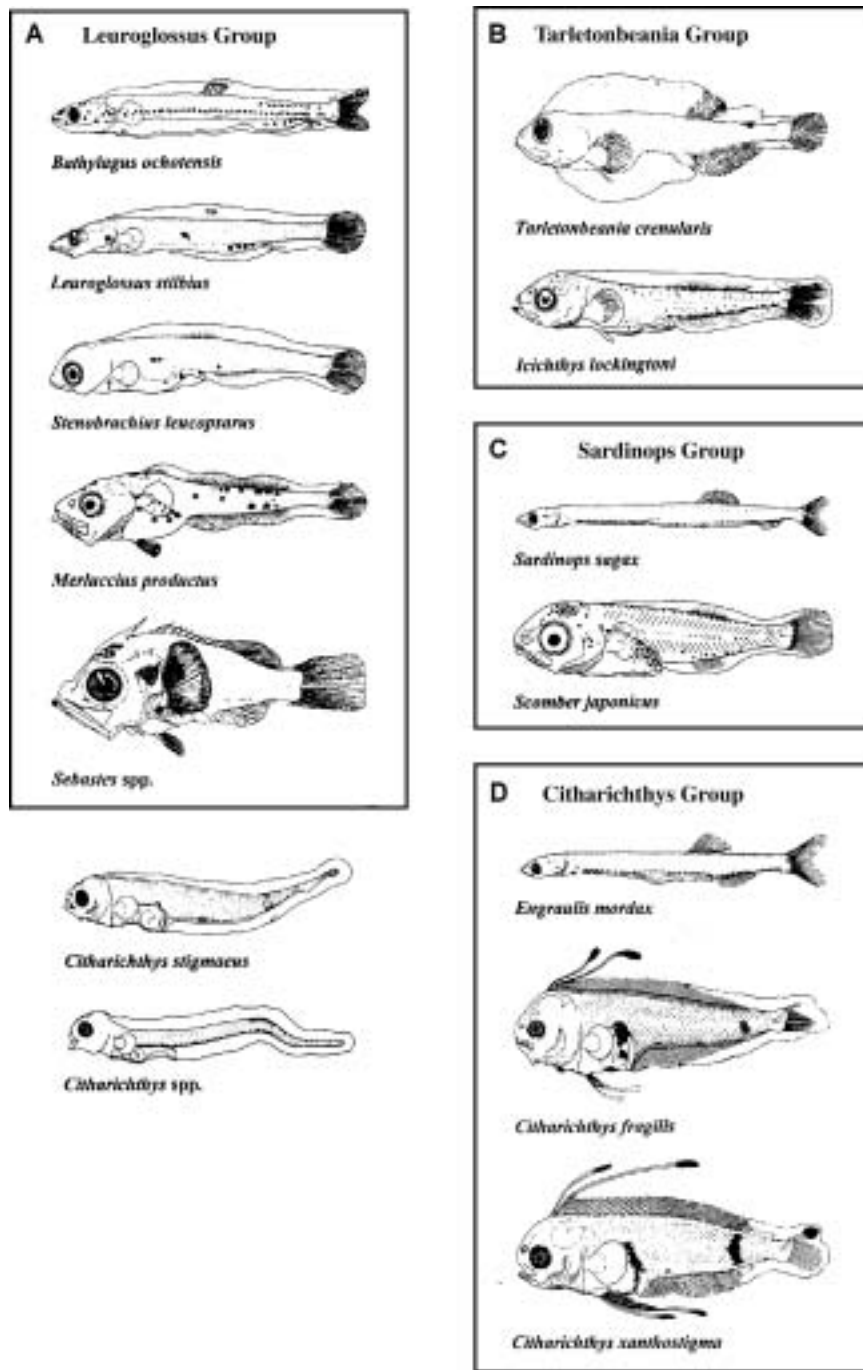 A Leuroglossus Group
Bathylagus ochotensis
Leuroglossus stilbius
Stenobrachius leucopsarus
Merluccius productus
Sebastes spp.
Citharichthys stigmaeus
Citharichthys spp.
B Tarletonbeania Group
Tarletonbeania crenularis
Icichthys lockingtoni
C Sardinops Group
Sardinops sagax
Scomber japonicus
D Citharichthys Group
Engraulis mordax
Citharichthys fragilis
Citharichthys xanthostigma